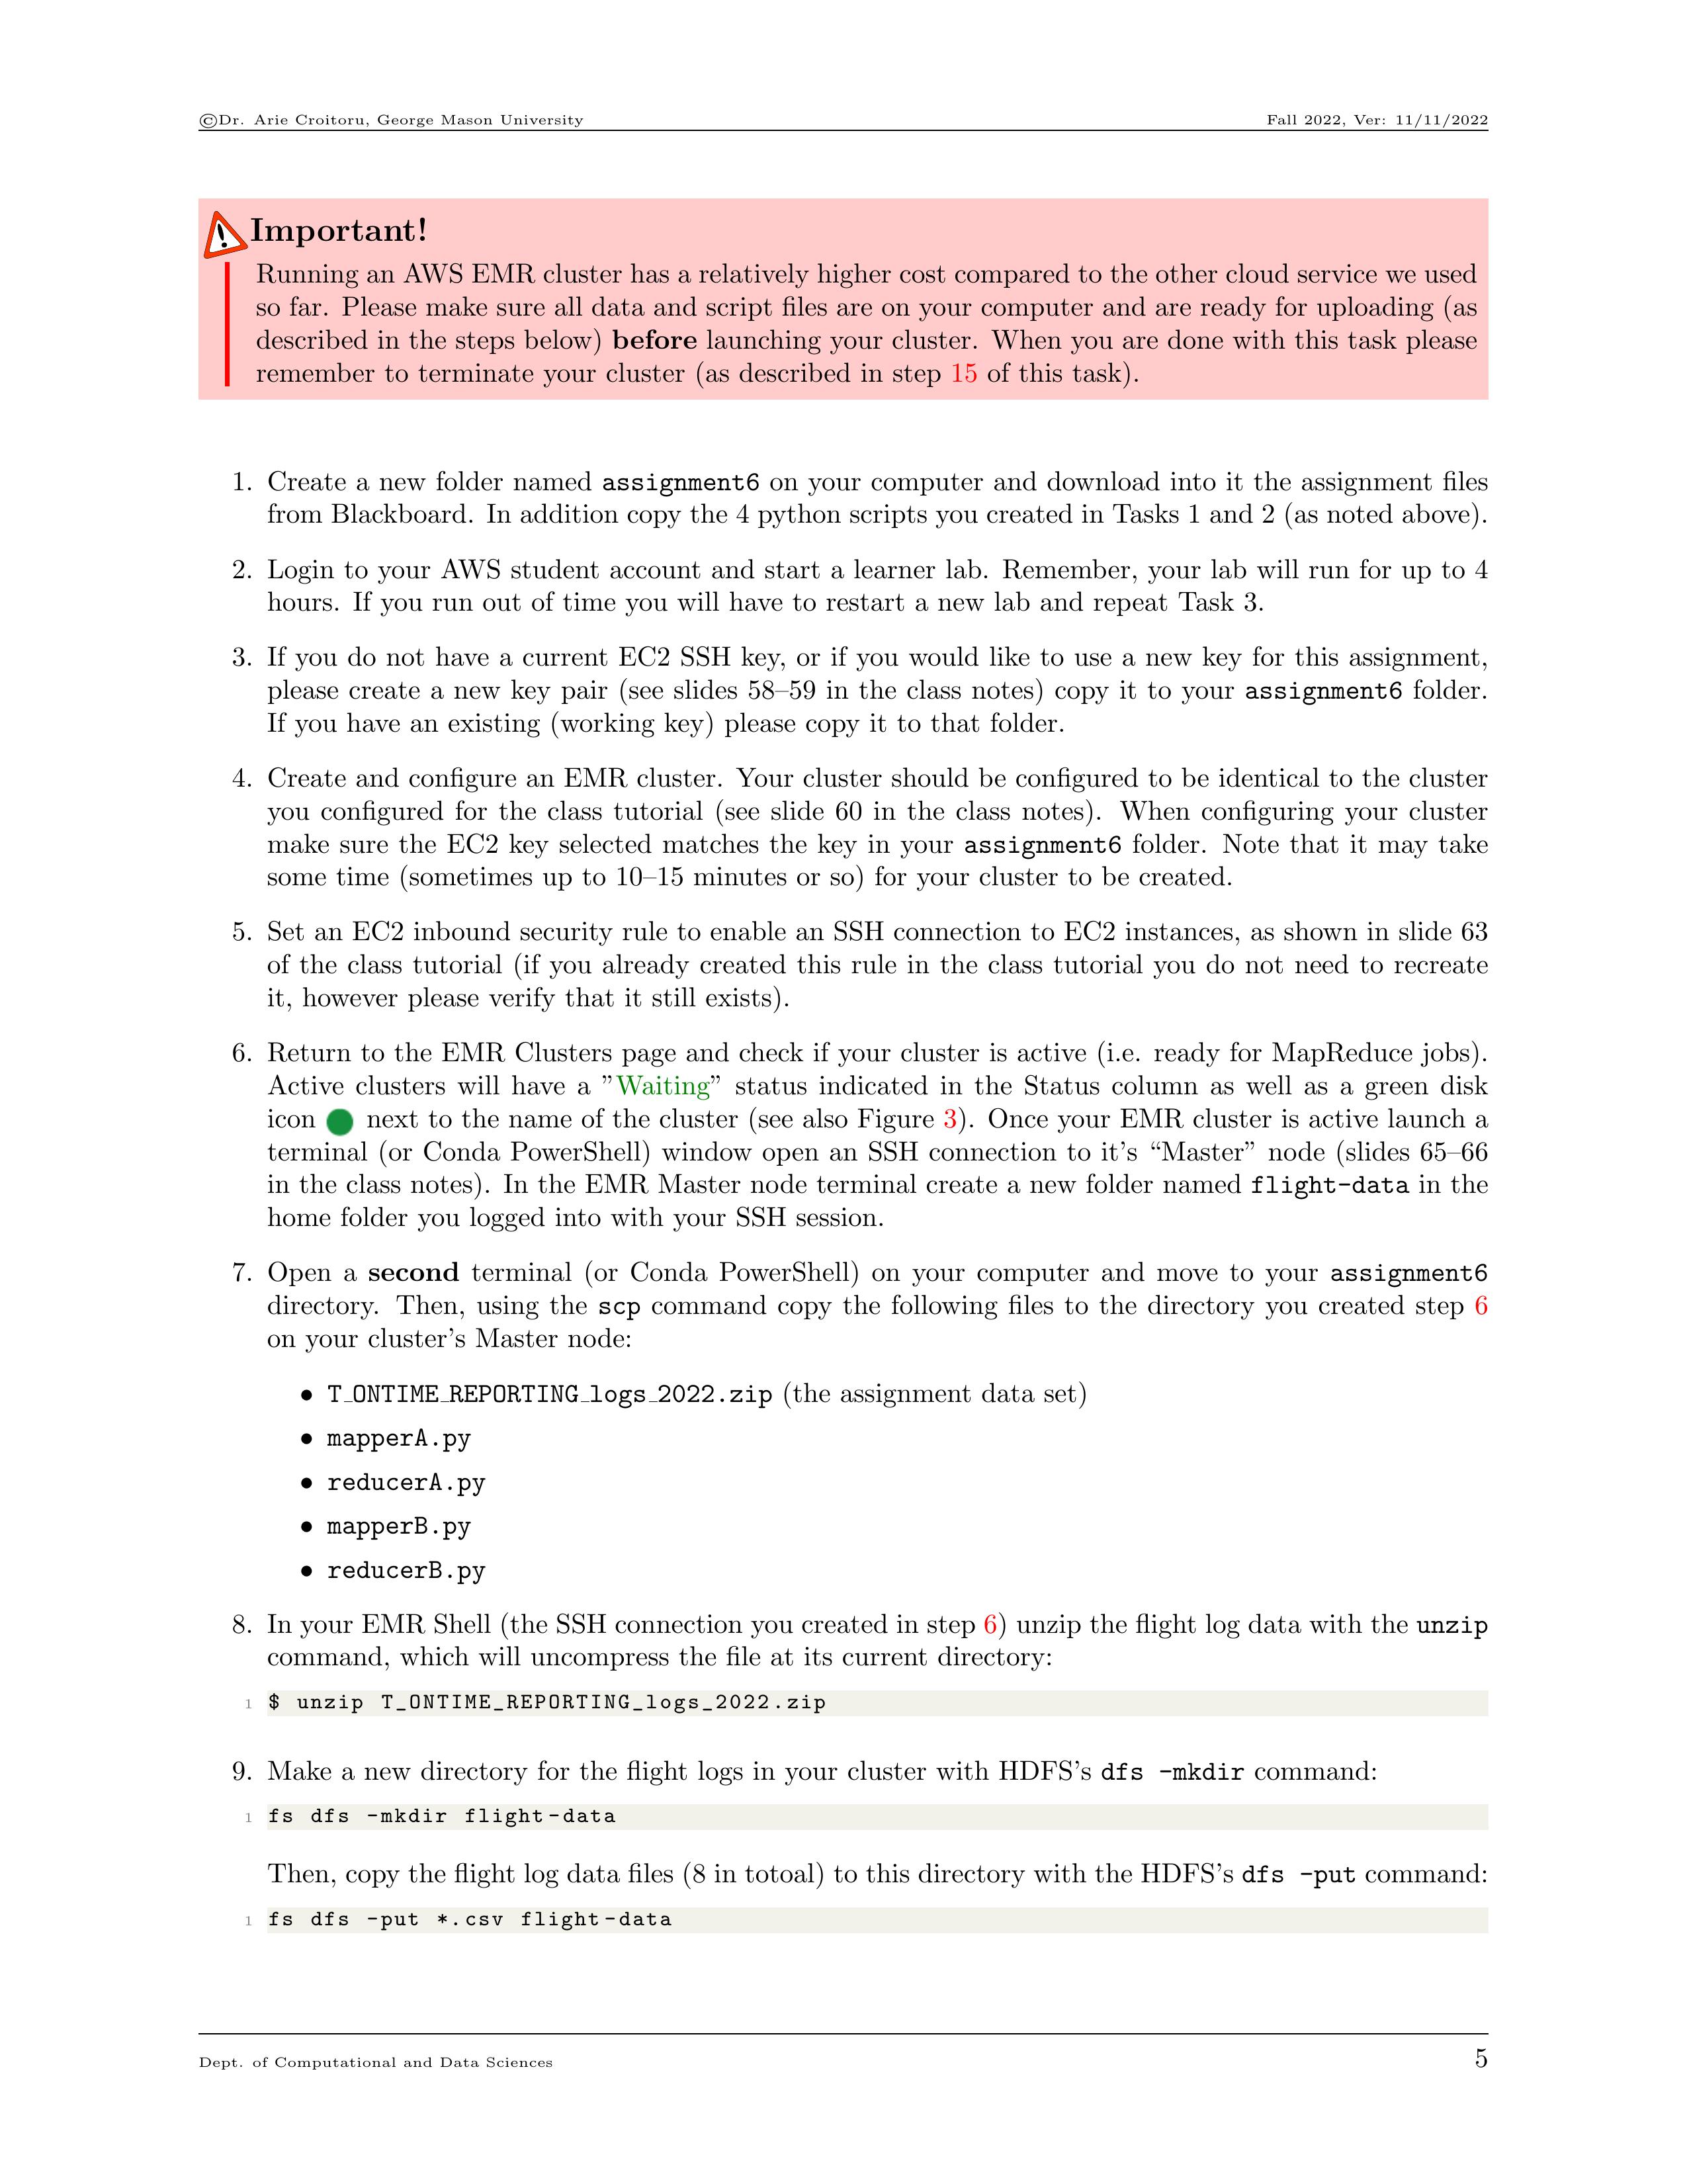 ©Dr. Arie Croitoru, George Mason University Fall 2022, Ver: 11/11/2022
Important!
Running an AWS EMR cluster has a relatively higher cost compared to the other cloud service we used
so far. Please make sure all data and script files are on your computer and are ready for uploading (as
described in the steps below) before launching your cluster. When you are done with this task please
remember to terminate your cluster (as described in step 15 of this task).
1. Create a new folder named assignment6 on your computer and download into it the assignment files
from Blackboard. In addition copy the 4 python scripts you created in Tasks 1 and 2 (as noted above).
2. Login to your AWS student account and start a learner lab. Remember, your lab will run for up to 4
hours. If you run out of time you will have to restart a new lab and repeat Task 3.
3. If you do not have a current EC2 SSH key, or if you would like to use a new key for this assignment,
please create a new key pair (see slides 58–59 in the class notes) copy it to your assignment6 folder.
If you have an existing (working key) please copy it to that folder.
4. Create and configure an EMR cluster. Your cluster should be configured to be identical to the cluster
you configured for the class tutorial (see slide 60 in the class notes). When configuring your cluster
make sure the EC2 key selected matches the key in your assignment6 folder. Note that it may take
some time (sometimes up to 10–15 minutes or so) for your cluster to be created.
5. Set an EC2 inbound security rule to enable an SSH connection to EC2 instances, as shown in slide 63
of the class tutorial (if you already created this rule in the class tutorial you do not need to recreate
it, however please verify that it still exists).
6. Return to the EMR Clusters page and check if your cluster is active (i.e. ready for MapReduce jobs).
Active clusters will have a ”Waiting” status indicated in the Status column as well as a green disk
icon next to the name of the cluster (see also Figure 3). Once your EMR cluster is active launch a
terminal (or Conda PowerShell) window open an SSH connection to it's “Master” node (slides 65–66
in the class notes). In the EMR Master node terminal create a new folder named flight-data in the
home folder you logged into with your SSH session.
7. Open a second terminal (or Conda PowerShell) on your computer and move to your assignment6
directory. Then, using the scp command copy the following files to the directory you created step 6
on your cluster's Master node:
• T_ONTIME_REPORTING_logs_2022.zip (the assignment data set)
• mapperA.py
• reducerA.py
• mapperB.py
• reducerB.py
8. In your EMR Shell (the SSH connection you created in step 6) unzip the flight log data with the unzip
command, which will uncompress the file at its current directory:
1 $ unzip T_ONTIME_REPORTING_logs_2022.zip
9. Make a new directory for the flight logs in your cluster with HDFS's dfs -mkdir command:
1 fs dfs -mkdir flight-data
Then, copy the flight log data files (8 in totoal) to this directory with the HDFS's dfs -put command:
1 fs dfs -put *.csv flight-data
Dept. of Computational and Data Sciences 5